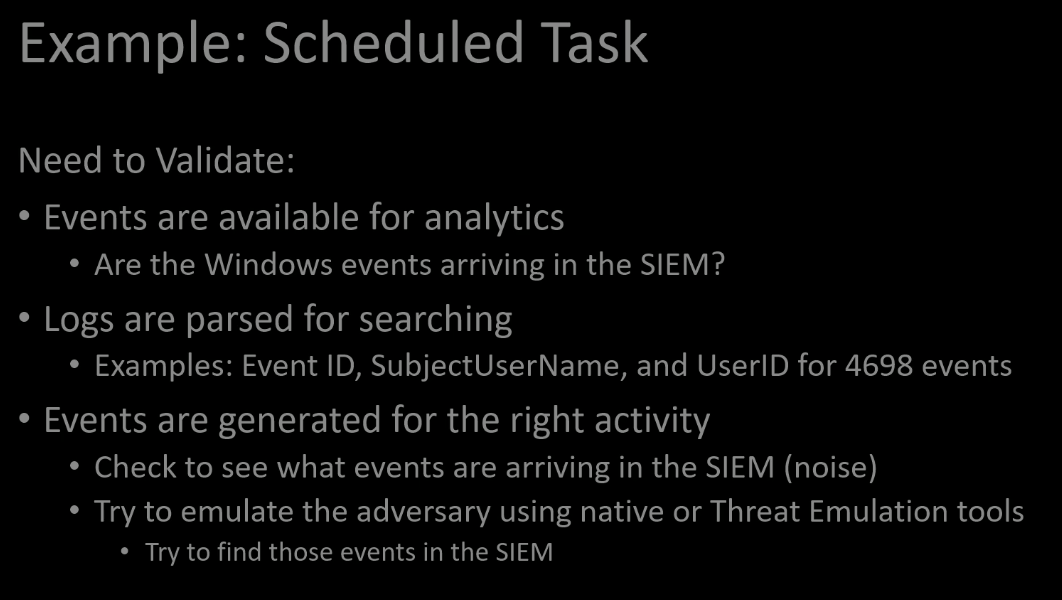 Example: Scheduled Task
Need to Validate:
• Events are available for analytics
• Are the Windows events arriving in the SIEM?
• Logs are parsed for searching
• Examples: Event ID, SubjectUserName, and UserID for 4698 events
• Events are generated for the right activity
• Check to see what events are arriving in the SIEM (noise)
• Try to emulate the adversary using native or Threat Emulation tools
• Try to find those events in the SIEM